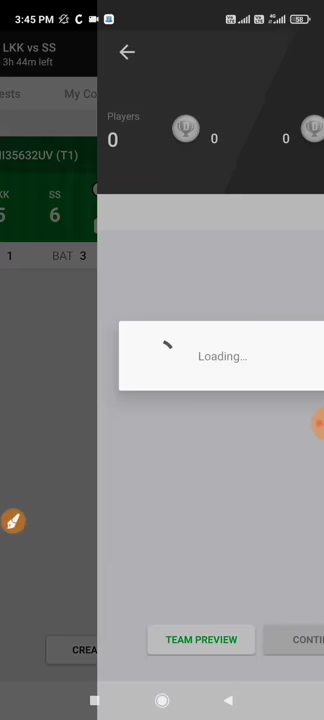 3:45 PM
58
LKK vs SS
3h 44m left
ests
My Co
Players
0
0
0
II35632UV (T1)
KK
SS
5
6
1
BAT 3
Loading...
TEAM PREVIEW
CONTI
CREA